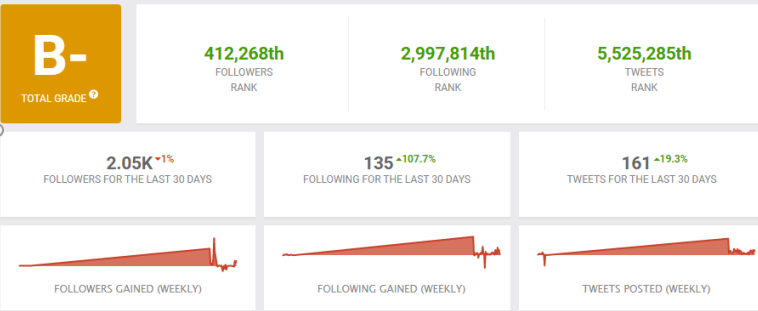 B-
TOTAL GRADE ?
412,268th
FOLLOWERS
RANK
2,997,814th
FOLLOWING
RANK
5,525,285th
TWEETS
RANK
2.05K 1%
FOLLOWERS FOR THE LAST 30 DAYS
135 107.7%
FOLLOWING FOR THE LAST 30 DAYS
161 19.3%
TWEETS FOR THE LAST 30 DAYS
FOLLOWERS GAINED (WEEKLY)
FOLLOWING GAINED (WEEKLY)
TWEETS POSTED (WEEKLY)